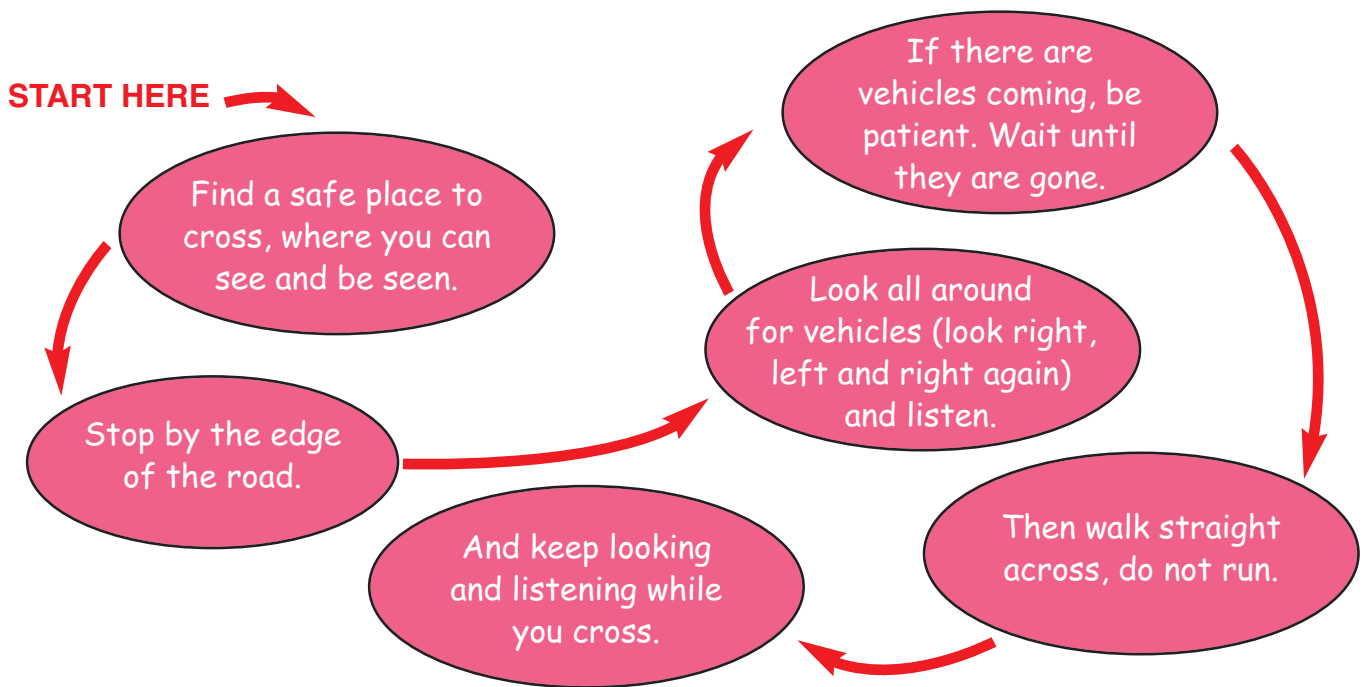 START HERE
Find a safe place to
cross, where you can
see and be seen.
Stop by the edge
of the road.
Look all around
for vehicles (look right,
left and right again)
and listen.
If there are
vehicles coming, be
patient. Wait until
they are gone.
Then walk straight
across, do not run.
And keep looking
and listening while
you cross.